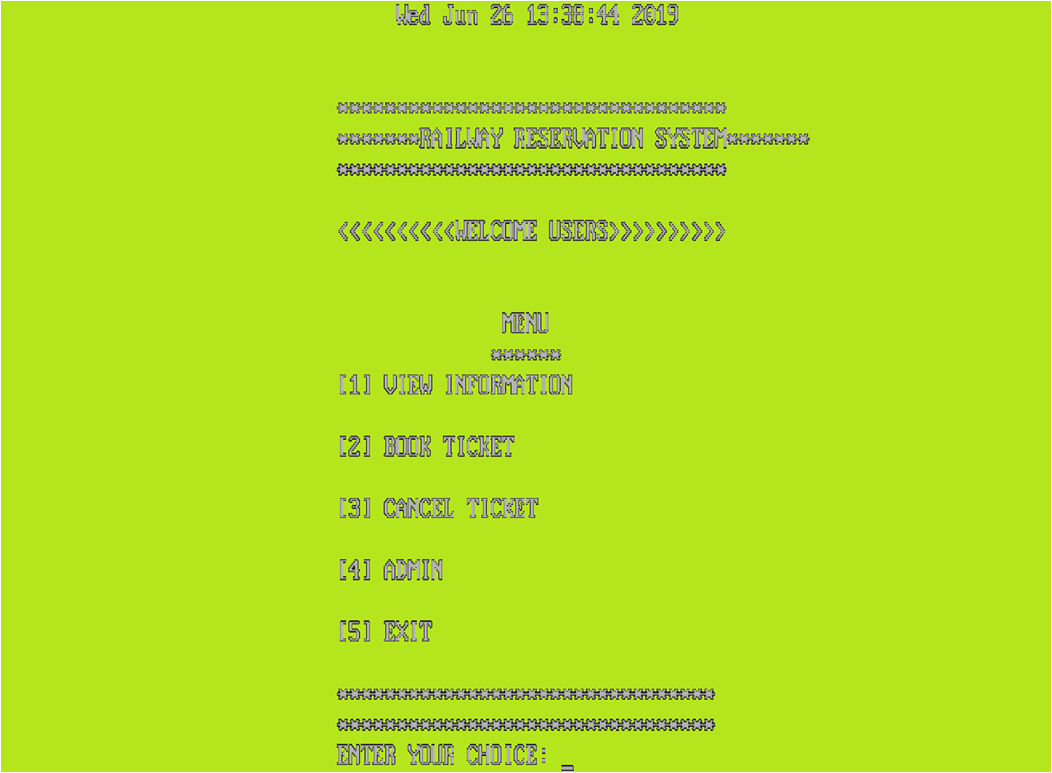 Wed Jun 26 13:38:44 2019
*********************************
*******RAILWAY RESERVATION SYSTEM*******
*********************************
<<<<<<<<<<WELCOME USERS>>>>>>>>>>
MENU
******
[1] VIEW INFORMATION
[2] BOOK TICKET
[3] CANCEL TICKET
[4] ADMIN
[5] EXIT
********************************
********************************
ENTER YOUR CHOICE: _